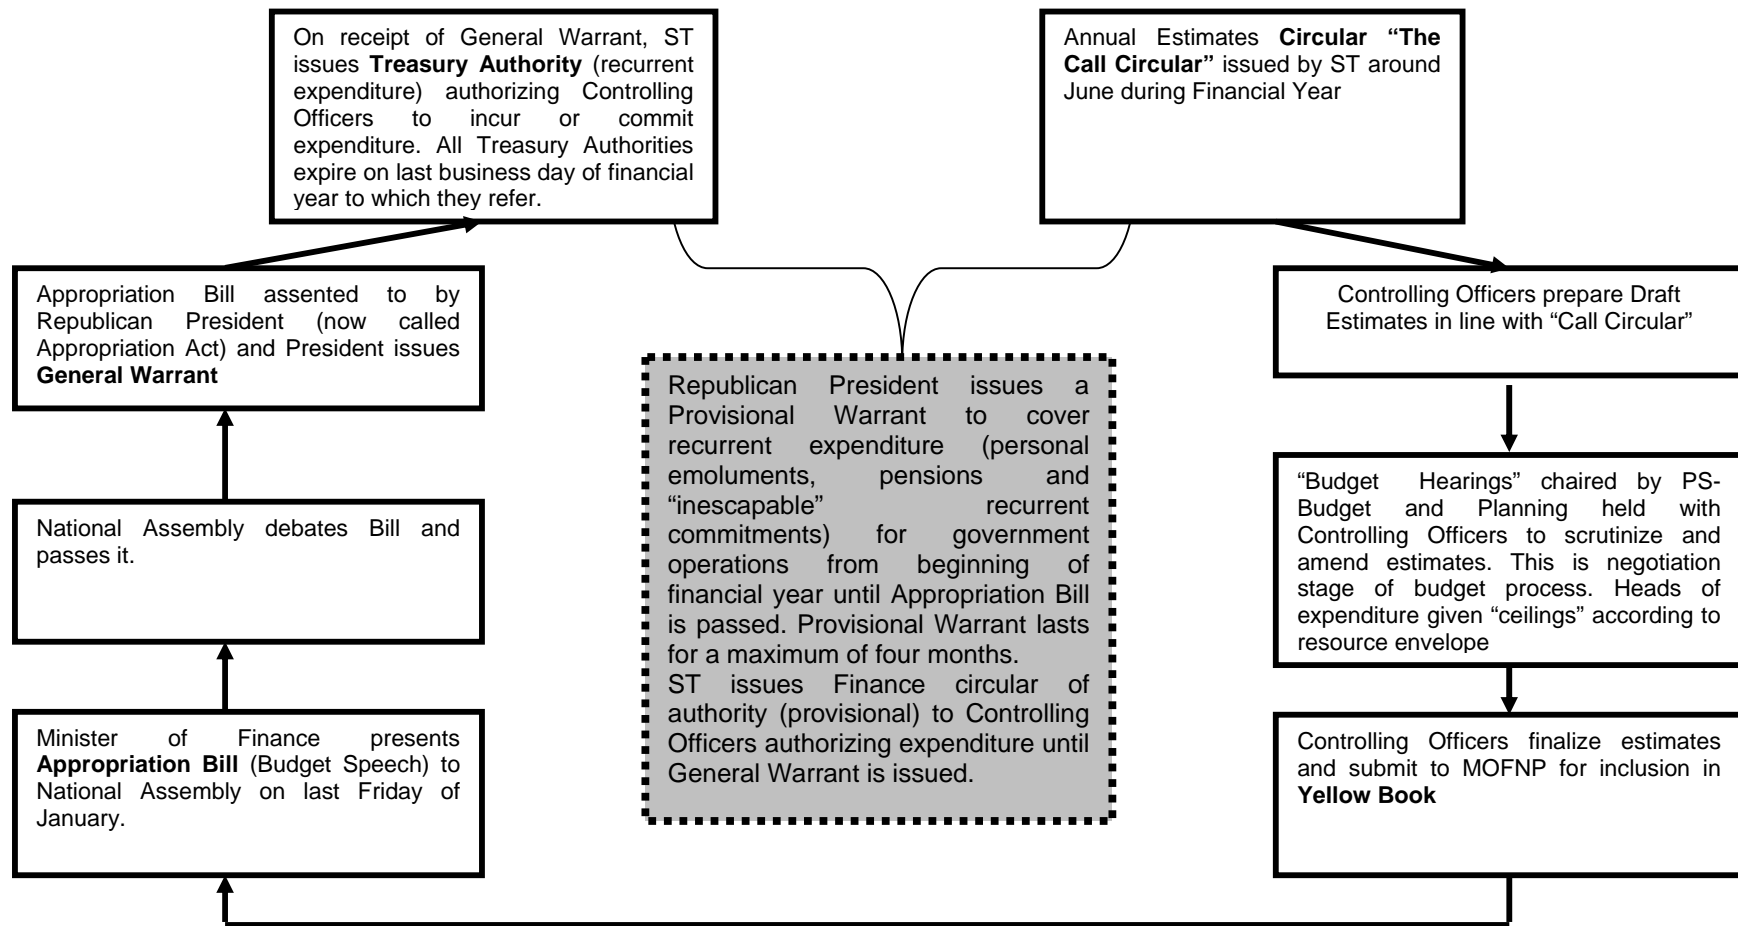 On receipt of General Warrant, ST
issues Treasury Authority (recurrent
expenditure) authorizing Controlling
Officers to incur or commit
expenditure. All Treasury Authorities
expire on last business day of financial
year to which they refer.
Annual Estimates Circular “The
Call Circular” issued by ST around
June during Financial Year
Appropriation Bill assented to by
Republican President (now called
Appropriation Act) and President issues
General Warrant
Controlling Officers prepare Draft
Estimates in line with “Call Circular”
Republican President issues a
Provisional Warrant to cover
recurrent expenditure (personal
emoluments, pensions and
“inescapable” recurrent
commitments) for government
operations from beginning of
financial year until Appropriation Bill
is passed. Provisional Warrant lasts
for a maximum of four months.
ST issues Finance circular of
authority (provisional) to Controlling
Officers authorizing expenditure until
General Warrant is issued.
National Assembly debates Bill and
passes it.
“Budget Hearings” chaired by PS-
Budget and Planning held with
Controlling Officers to scrutinize and
amend estimates. This is negotiation
stage of budget process. Heads of
expenditure given “ceilings” according to
resource envelope
Minister of Finance presents
Appropriation Bill (Budget Speech) to
National Assembly on last Friday of
January.
Controlling Officers finalize estimates
and submit to MOFNP for inclusion in
Yellow Book